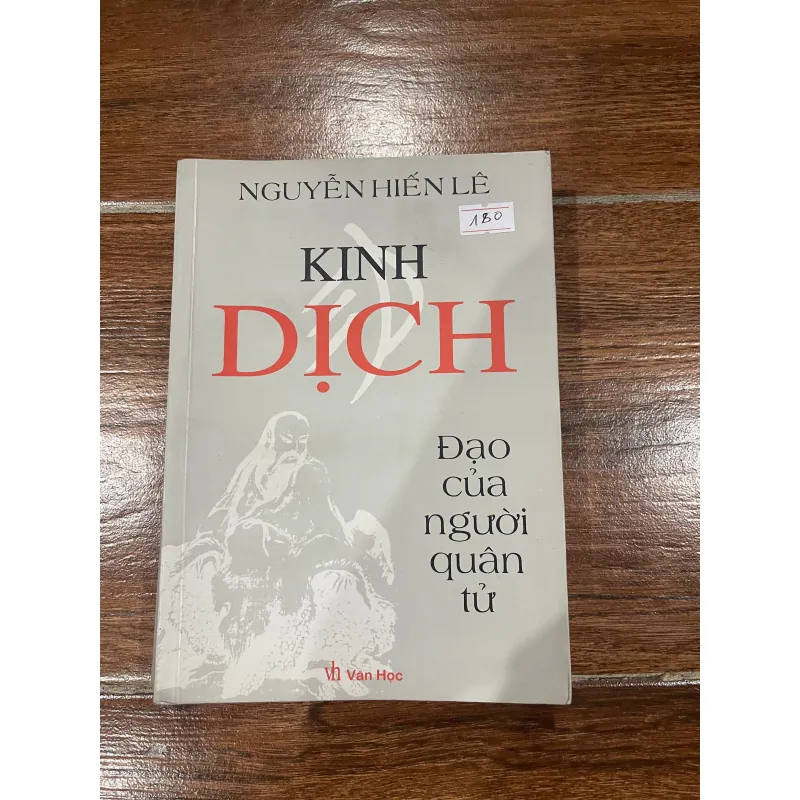 NGUYỄN HIẾN LÊ
180
KINH
DỊCH
Đạo
của
người
quân
tử
vh Văn Học